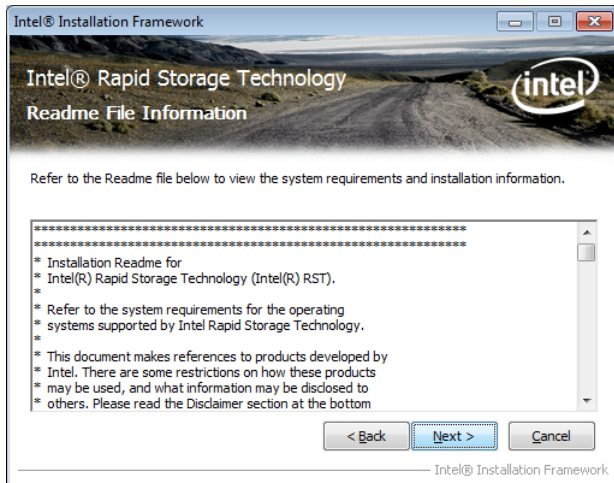 Intel® Installation Framework
Intel® Rapid Storage Technology
Readme File Information
intel
Refer to the Readme file below to view the system requirements and installation information.
************************************************************
************************************************************
* Installation Readme for
* Intel(R) Rapid Storage Technology (Intel(R) RST).
*
* Refer to the system requirements for the operating
* systems supported by Intel Rapid Storage Technology.
*
* This document makes references to products developed by
* Intel. There are some restrictions on how these products
* may be used, and what information may be disclosed to
* others. Please read the Disclaimer section at the bottom
< Back Next > Cancel
Intel® Installation Framework